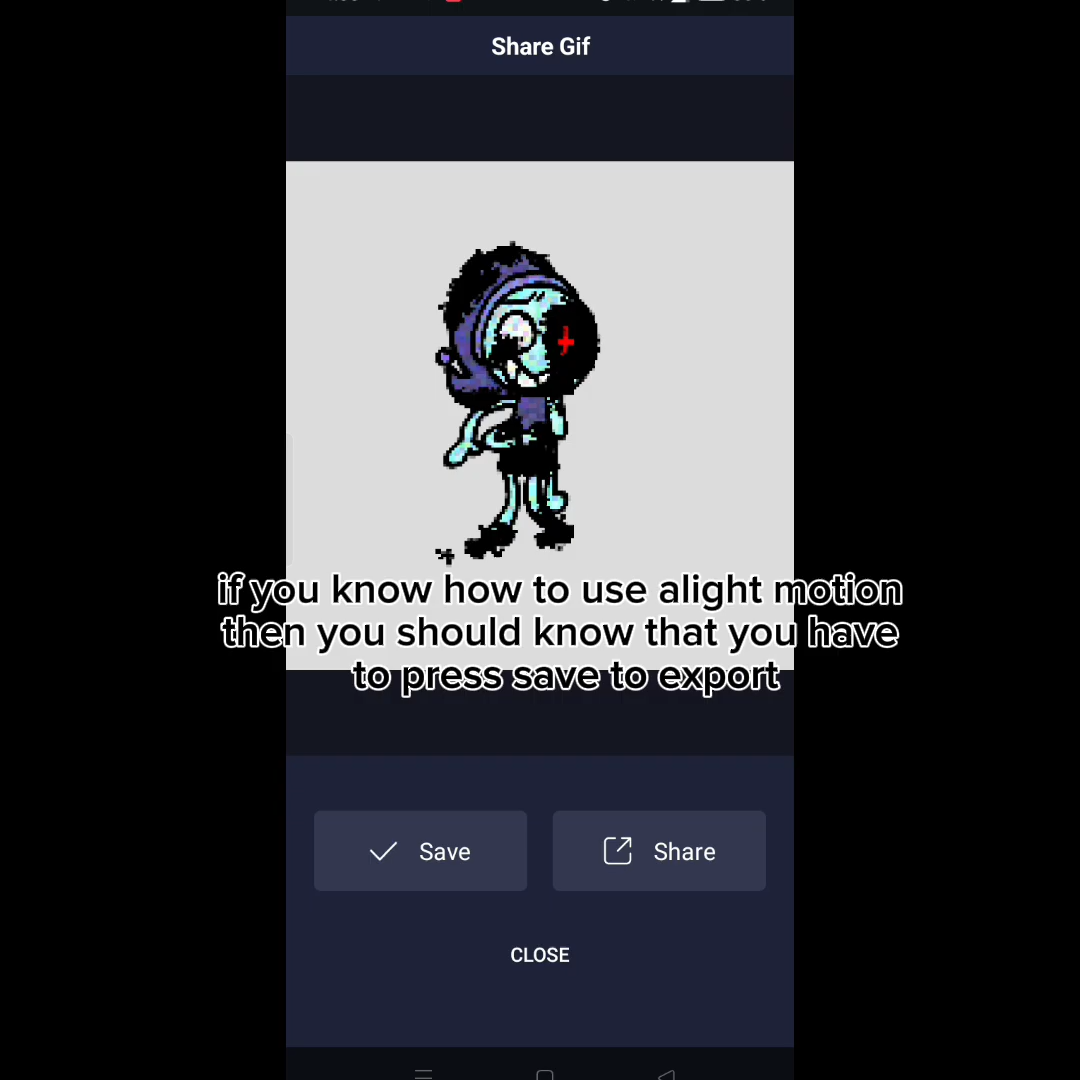 Share Gif
if you know how to use alight motion
then you should know that you have
to press save to export
Save
Share
CLOSE